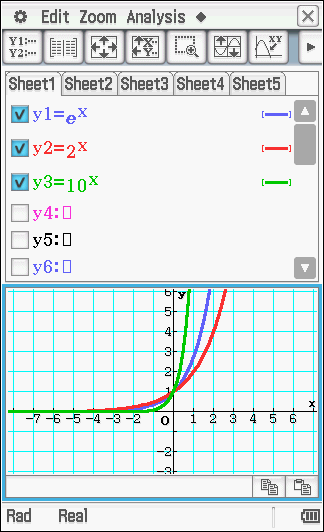 Edit Zoom Analysis ◆
Y1:··· Y2:···
Sheet1 Sheet2 Sheet3 Sheet4 Sheet5
y1=e^x
y2=2^x
y3=10^x
y4:▯
y5:▯
y6:▯
6 y
5
4
3
2
1
-7 -6 -5 -4 -3 -2 0 1 2 3 4 5 6 x
-2
-3
Rad Real